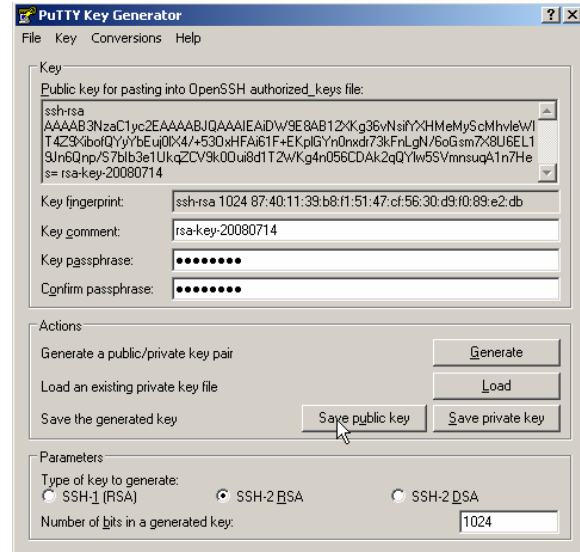 PuTTY Key Generator
File Key Conversions Help
Key
Public key for pasting into OpenSSH authorized_keys file:
ssh-rsa
AAAAB3NzaC1yc2EAAAABJQAAAIEAiDW9E8AB12XKg36vNsifYXHMeMyScMhvleWI
T4Z9XibofQYyYbEuj0IX4/+53OxHFAi61F+EKpIGYn0nxdr73kFnLgN/6oGsm7X8U6EL1
9Jn6Qnp/S7bIb3e1UkqZCV9k0Oui8d1T2WKg4n056CDAk2qQYlw5SVmnsuqA1n7He
s= rsa-key-20080714
Key fingerprint: ssh-rsa 1024 87:40:11:39:b8:f1:51:47:cf:56:30:d9:f0:89:e2:db
Key comment: rsa-key-20080714
Key passphrase: ●●●●●●●●
Confirm passphrase: ●●●●●●●●
Actions
Generate a public/private key pair Generate
Load an existing private key file Load
Save the generated key Save public key Save private key
Parameters
Type of key to generate:
SSH-1 (RSA) SSH-2 RSA SSH-2 DSA
Number of bits in a generated key: 1024